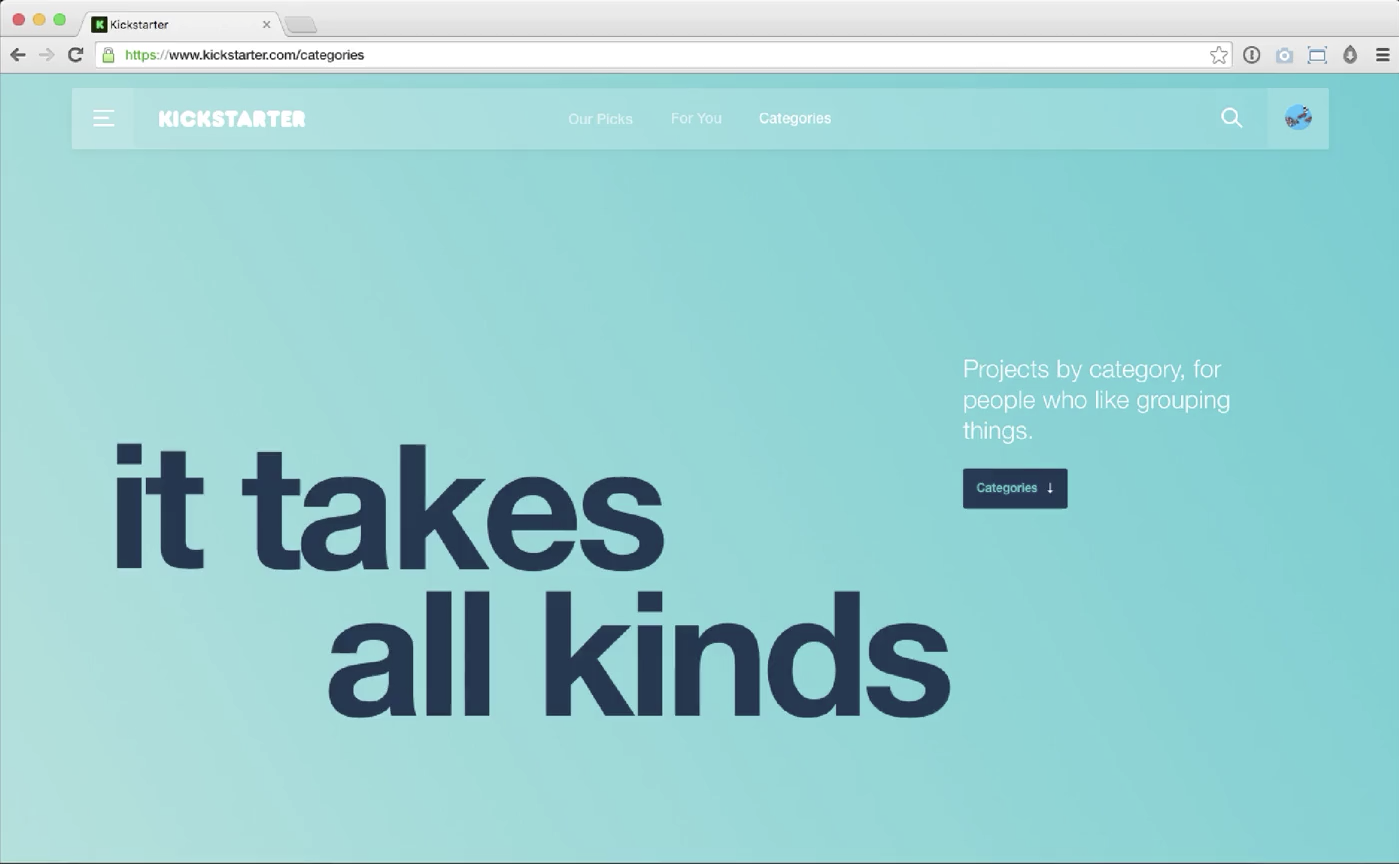 Kickstarter
https://www.kickstarter.com/categories
KICKSTARTER
Our Picks
For You
Categories
Projects by category, for
people who like grouping
things.
Categories ↓
it takes
all kinds